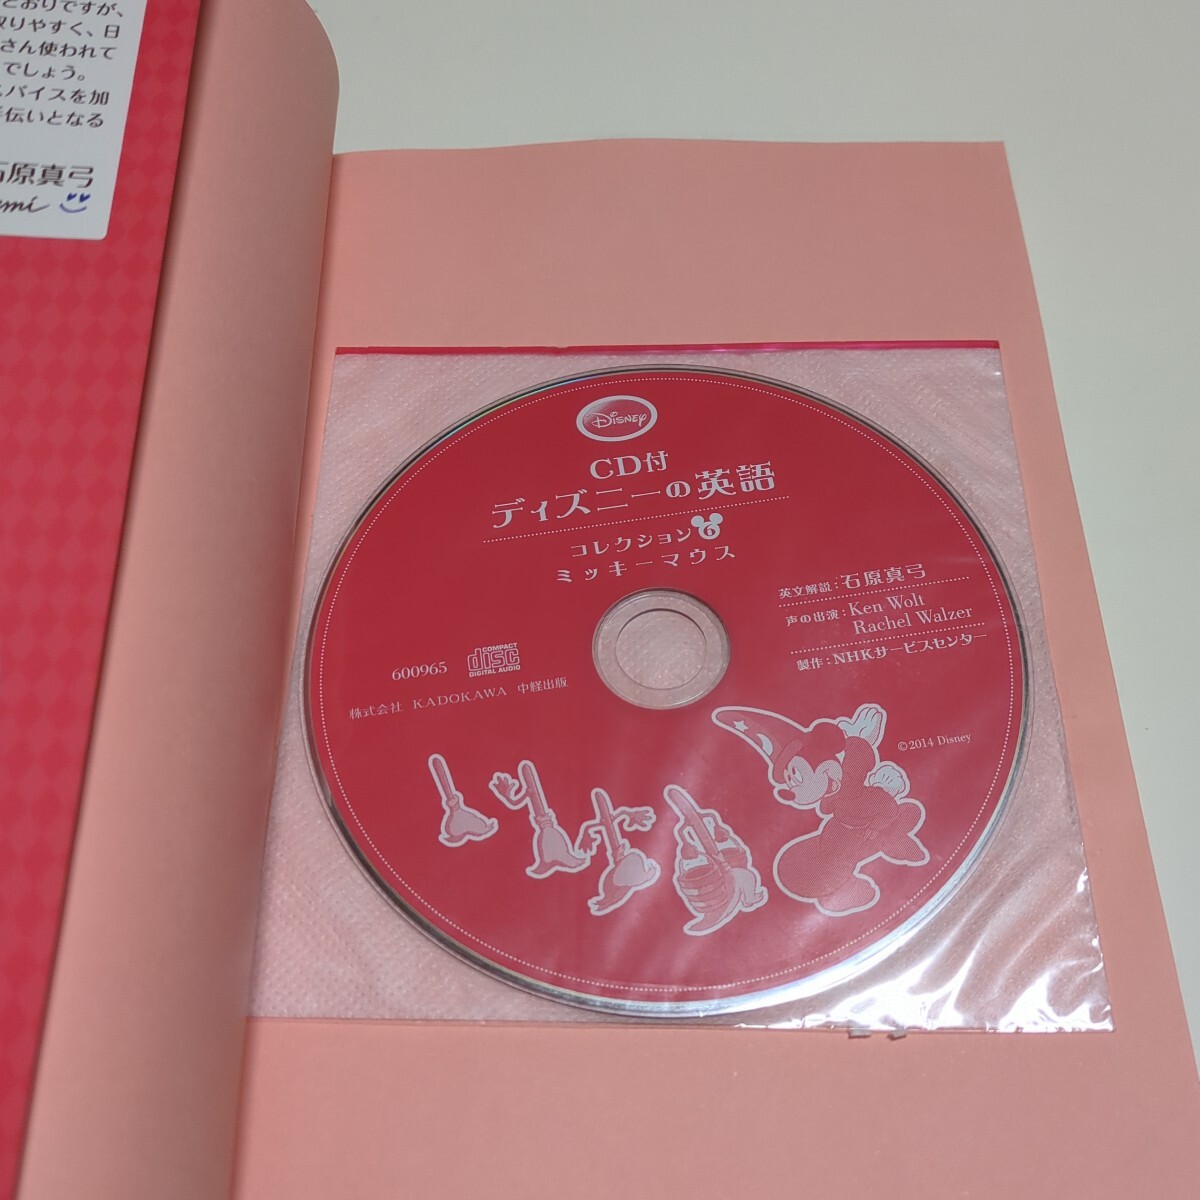 とおりですが、
取りやすく、日
さん使われて
でしょう。
バイスを加
伝いとなる
石原真弓
Disney
CD付
ディズニーの英語
コレクション6
ミッキーマウス
英文解説：石原真弓
声の出演：Ken Wolt
Rachel Walzer
製作：NHKサービスセンター
600965
COMPACT
disc
DIGITAL AUDIO
株式会社 KADOKAWA 中経出版
©2014 Disney